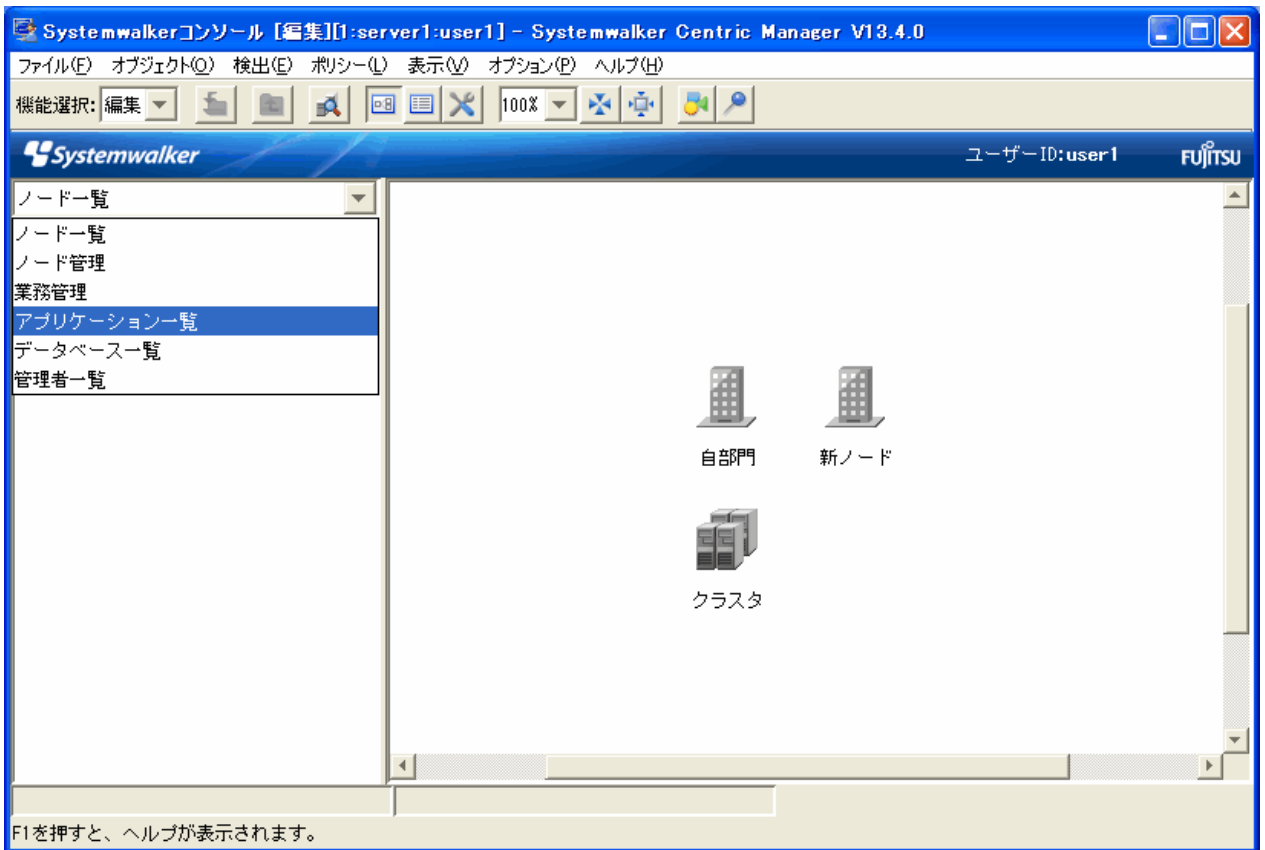 Systemwalkerコンソール [編集][1:server1:user1] - Systemwalker Centric Manager V13.4.0
ファイル(F) オブジェクト(O) 検出(E) ポリシー(L) 表示(V) オプション(P) ヘルプ(H)
機能選択: 編集 100%
Systemwalker ユーザーID:user1 FUJITSU
ノード一覧
ノード一覧
ノード管理
業務管理
アプリケーション一覧
データベース一覧
管理者一覧
自部門 新ノード
クラスタ
F1を押すと、ヘルプが表示されます。